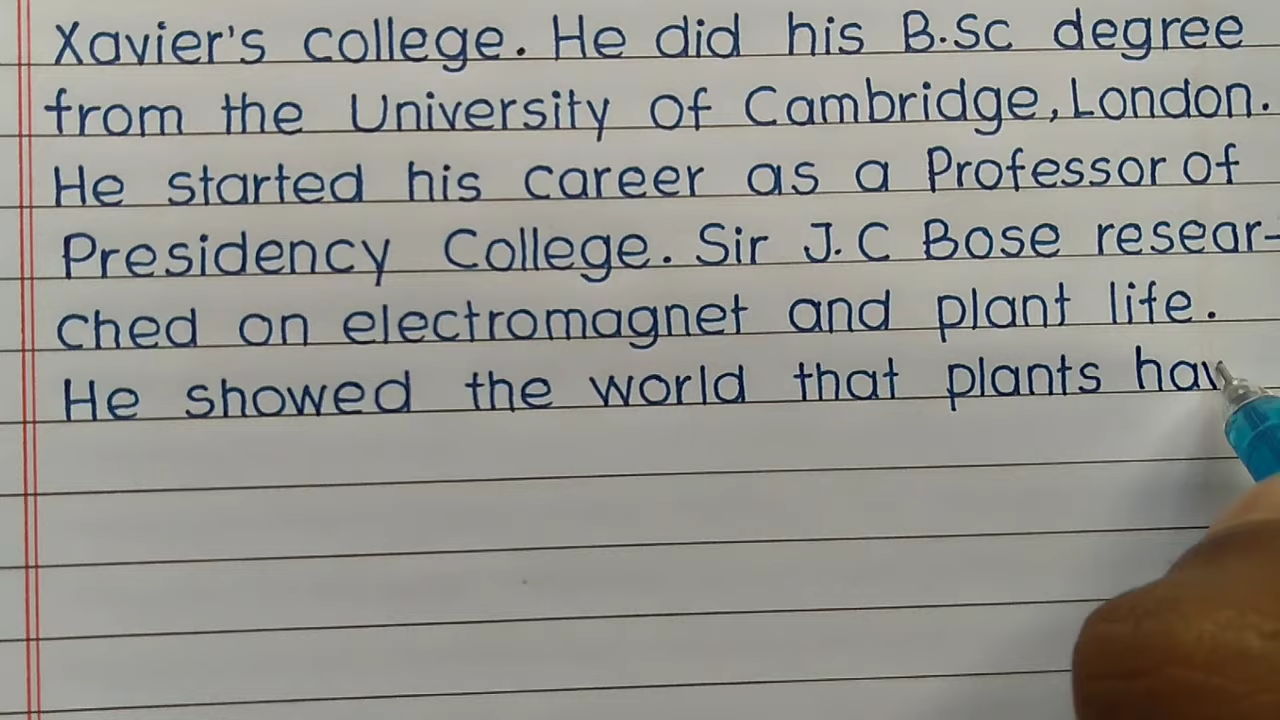 Xavier's college. He did his B.Sc degree
from the University of Cambridge, London.
He started his career as a Professor of
Presidency College. Sir J.C Bose resear-
ched on electromagnet and plant life.
He showed the world that plants hav